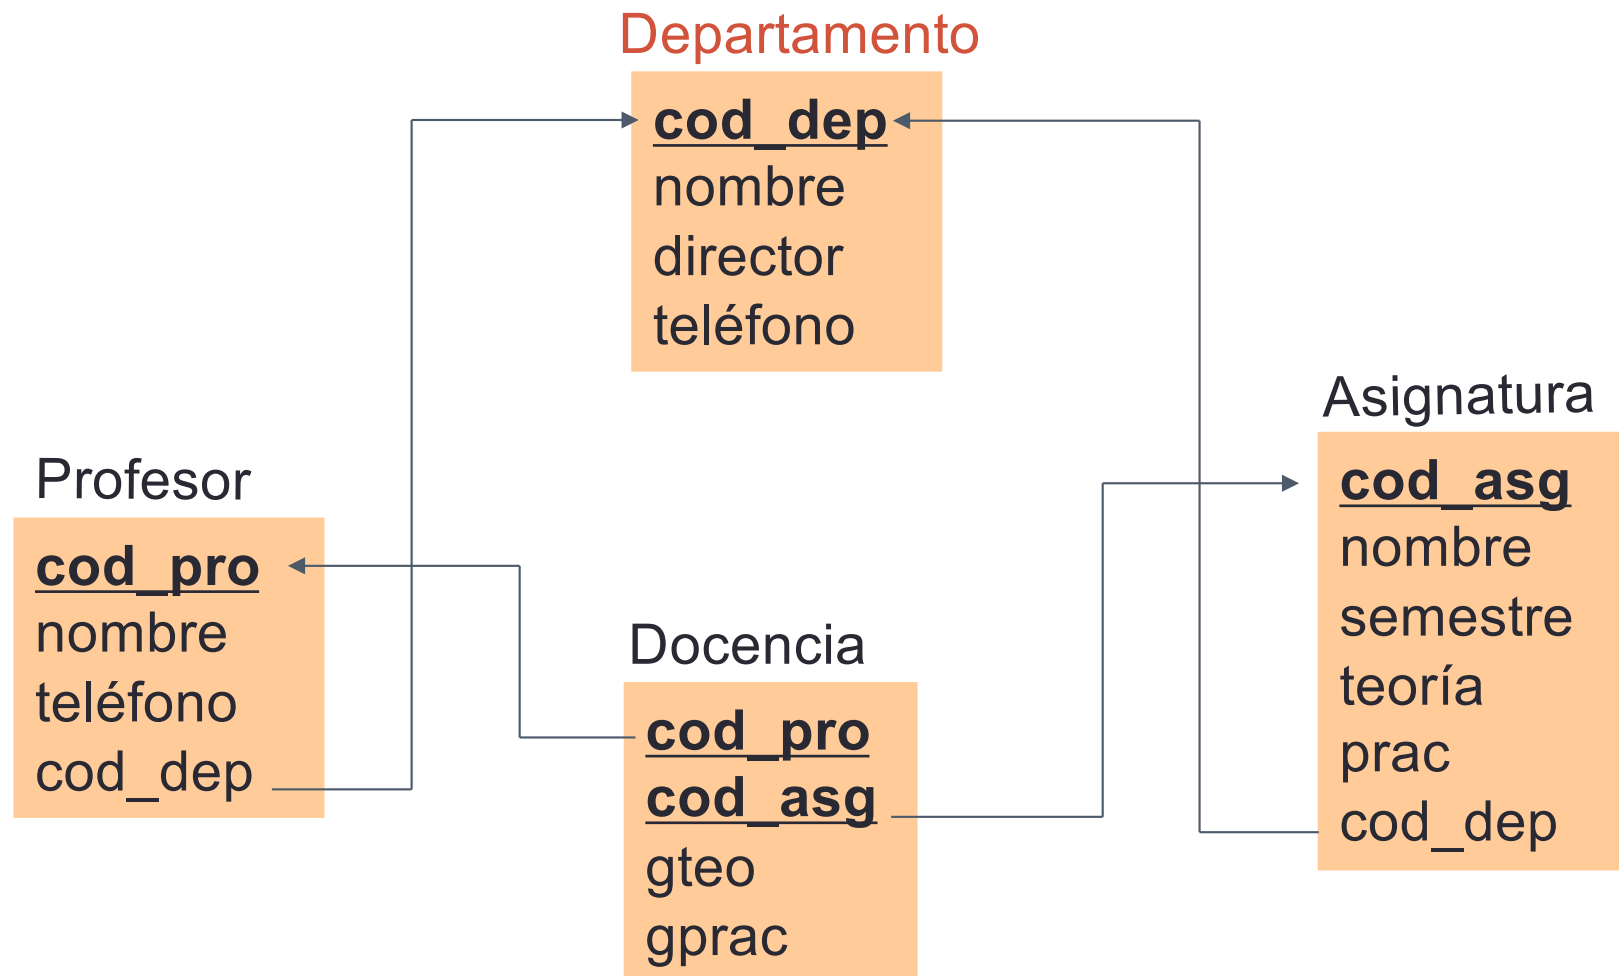 Departamento
cod_dep
nombre
director
teléfono
Profesor
cod_pro
nombre
teléfono
cod_dep
Docencia
cod_pro
cod_asg
gteo
gprac
Asignatura
cod_asg
nombre
semestre
teoría
prac
cod_dep